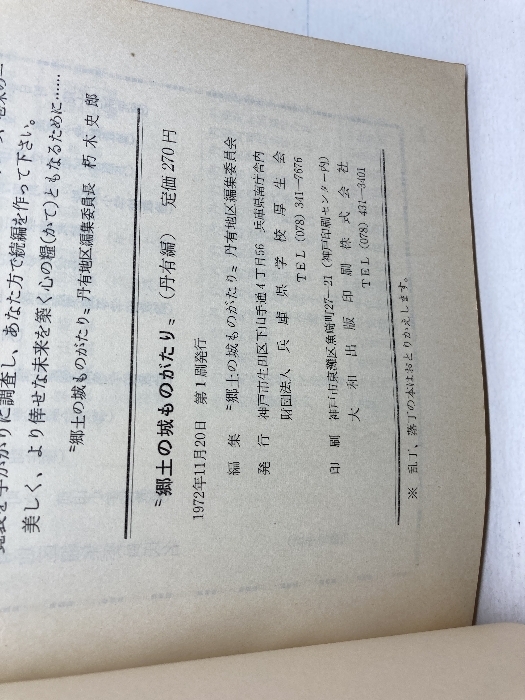 覚表を手がかりに調査し、あなた方で続編を作って下さい。
美しく、より倖せな未来を築く心の糧(かて)ともなるために……
〝郷土の城ものがたり〟丹有地区編集委員長 朽木史郎
〝郷土の城ものがたり〟(丹有編) 定価 270円
1972年11月20日 第1刷発行
編集 〝郷土の城ものがたり〟丹有地区編集委員会
発行 神戸市生田区下山手通4丁目56 兵庫県庁舎内
財団法人 兵庫県学校厚生会
TEL (078) 341―7676
印刷 神戸市東灘区魚崎町27―21 (神戸印刷センター内)
大和出版印刷株式会社
TEL (078) 431―3401
※ 乱丁、落丁の本はおとりかえします。